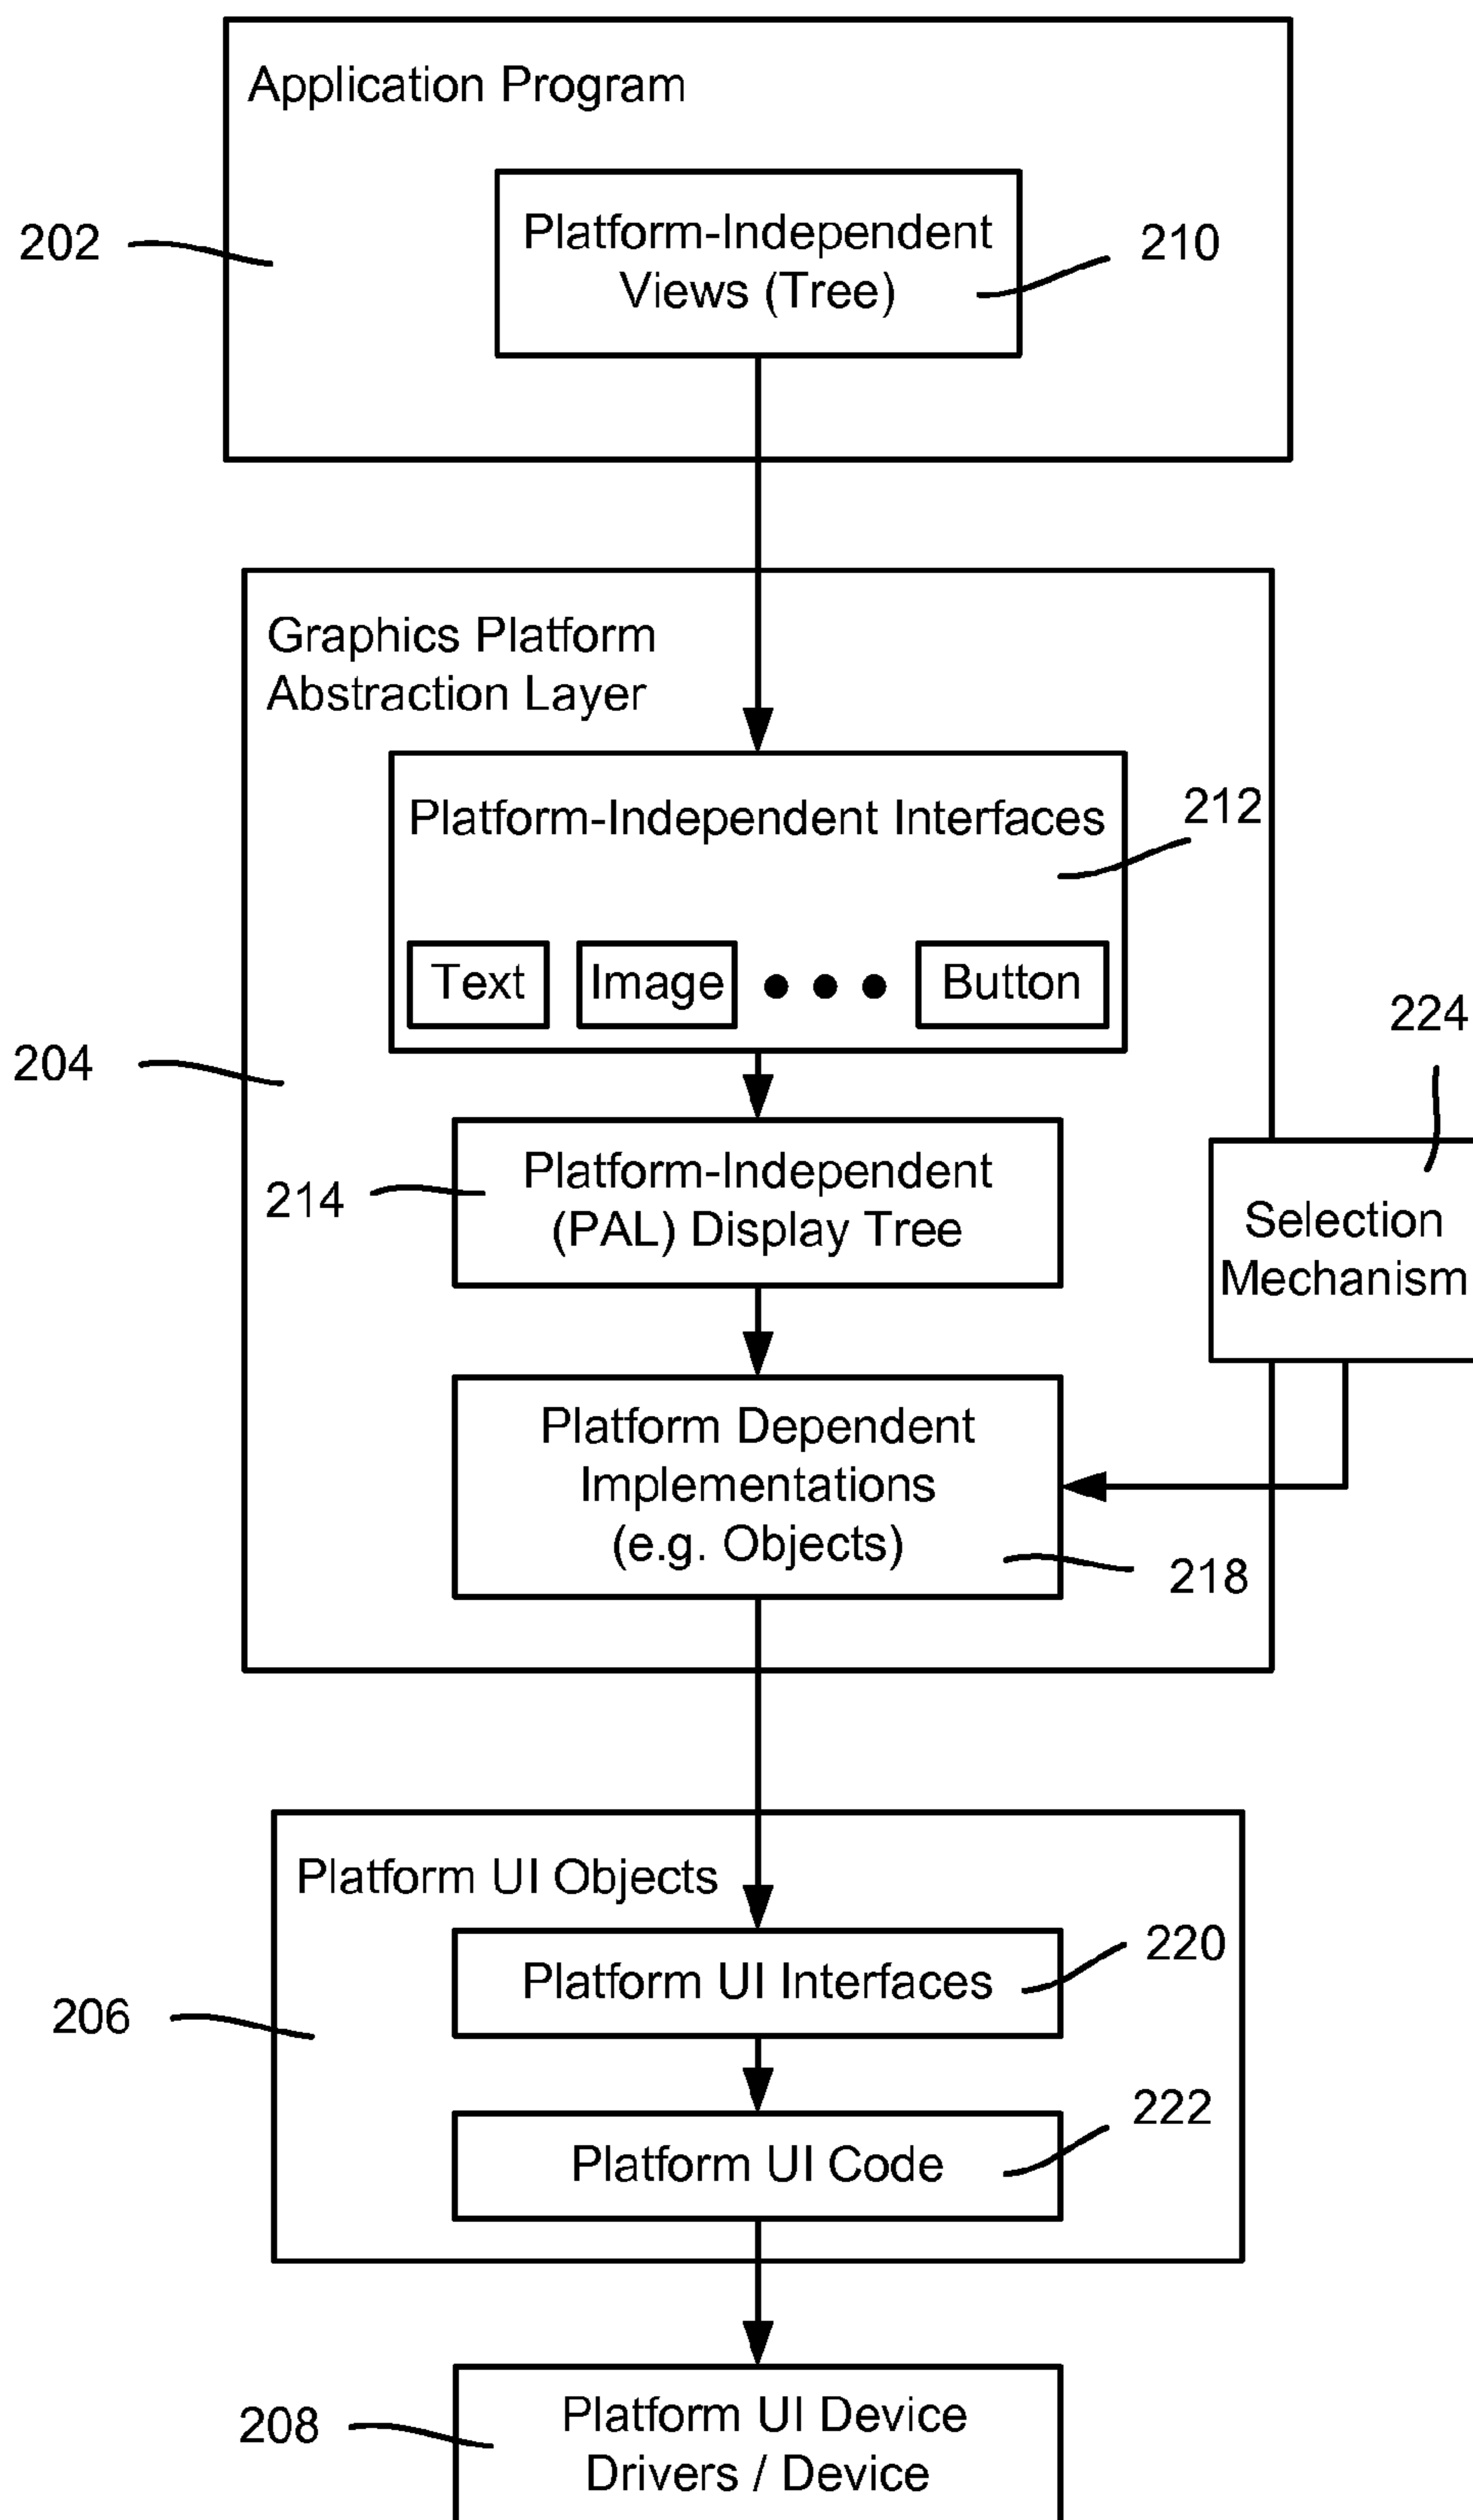 Application Program
Platform-Independent
Views (Tree)
202
210
Graphics Platform
Abstraction Layer
Platform-Independent Interfaces
212
Text
Image
Button
224
204
Platform-Independent
(PAL) Display Tree
214
Selection
Mechanism
Platform Dependent
Implementations
(e.g. Objects)
218
Platform UI Objects
220
Platform UI Interfaces
206
222
Platform UI Code
208
Platform UI Device
Drivers / Device